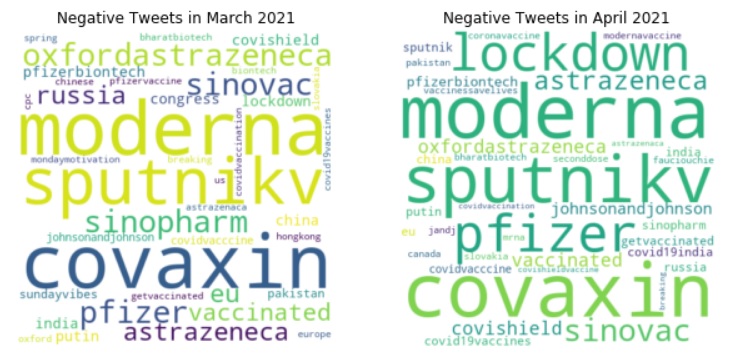 Negative Tweets in March 2021
spring bharatbiotech covishield
oxfordastrazeneca
pfizerbiontech biontech
chinese pfizervaccine sinovac slovakia
cpc russia congress lockdown
moderna
covidvaccination covid19vaccines
mondaymotivation breaking
sputnikv us
astrazenaca
sinopharm china
johnsonandjohnson covidvacccine hongkong
covaxin
sundayvibes getvaccinated eu pakistan
pfizer vaccinated
india
oxford putin astrazeneca europe
Negative Tweets in April 2021
coronavaccine modernavaccine
sputnik lockdown
pakistan
pfizerbiontech astrazeneca
vaccinessavelives
moderna
oxfordastrazeneca astrazenaca
china bharatbiotech seconddose india
fauciouchie
sputnikv
putin covidvaccination johnsonandjohnson
eu jandj pfizer sinopharm
mrna getvaccinated
canada slovakia vaccinated covid19india
covidvacccine covishieldvaccine russia
covaxin breaking
covishield sinovac
covid19vaccines